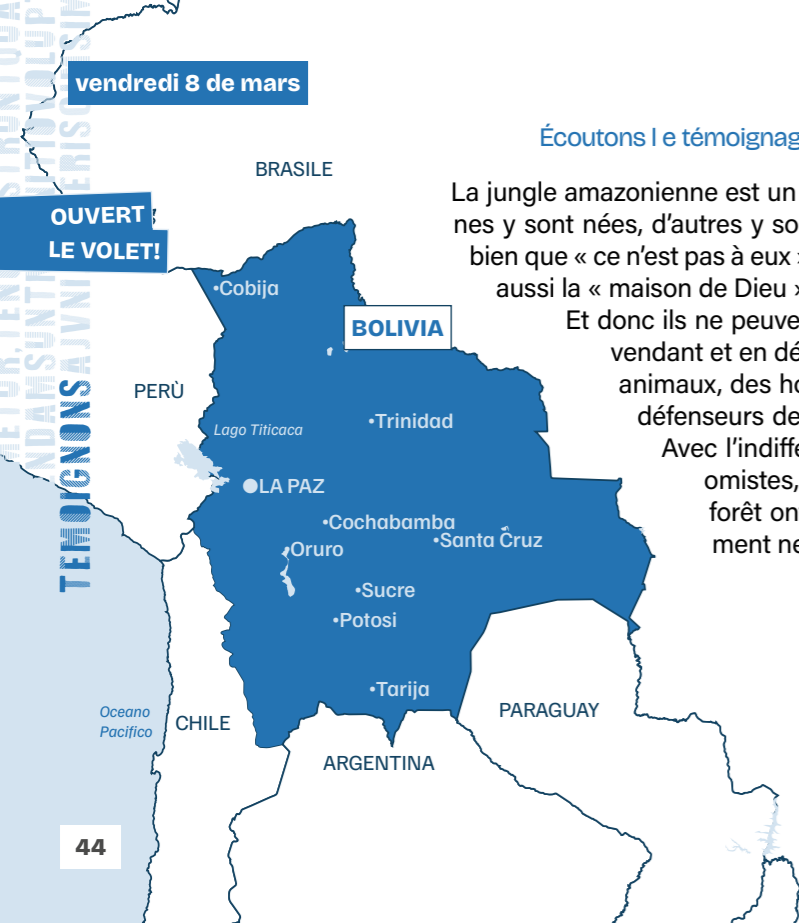 vendredi 8 de mars
OUVERT
LE VOLET!
TEMOIGNONS
Écoutons l e témoignag
La jungle amazonienne est un
nes y sont nées, d’autres y so
bien que « ce n’est pas à eux »
aussi la « maison de Dieu »
Et donc ils ne peuve
vendant et en dé
animaux, des ho
défenseurs de
Avec l’indiffé
omistes,
forêt on
ment ne
BRASILE
•Cobija
BOLIVIA
PERÙ
Lago Titicaca
•Trinidad
LA PAZ
•Cochabamba
•Santa Cruz
Oruro
•Sucre
•Potosi
•Tarija
Oceano
Pacifico
CHILE
PARAGUAY
ARGENTINA
44